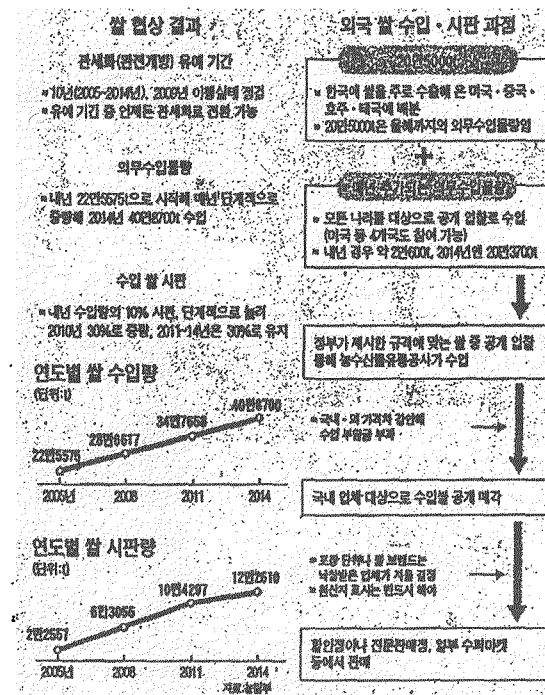 쌀 협상 결과
관세화(완전개방) 유예 기간
10년(2005~2014년), 2009년 이행실태 점검
유예 기간 중 언제든 관세화로 전환 가능
의무수입물량
내년 22만5575t으로 시작해 매년 단계적으로
증량해 2014년 40만8700t 수입
수입 쌀 시판
내년 수입량의 10% 시판, 단계적으로 늘려
2010년 30%로 증량, 2011~14년은 30%로 유지
연도별 쌀 수입량
(단위:t)
22만5575
34만7658
40만8700
2005년
2008
2011
2014
연도별 쌀 시판량
(단위:t)
2만2557
10만4297
12만2610
2005년
2008
2011
2014
자료:농림부
외국 쌀 수입·시판 과정
20만5000t
한국에 쌀을 주로 수출해 온 미국·중국·
호주·태국에 배분
20만5000t은 올해까지의 의무수입물량임
+
매년 추가되는 의무수입물량
모든 나라를 대상으로 공개 입찰로 수입
(미국 등 4개국도 참여 가능)
내년 경우 약 2만600t, 2014년엔 20만3700t
정부가 제시한 규격에 맞는 쌀 중 공개 입찰
통해 농수산물유통공사가 수입
국내·외 가격차 감안해
수입 부담금 부과
국내 업체 대상으로 수입쌀 공개 매각
포장 단위나 쌀 브랜드는
낙찰받은 업체가 자율 결정
원산지 표시는 반드시 해야
할인점이나 전문판매점, 일부 수퍼마켓
등에서 판매